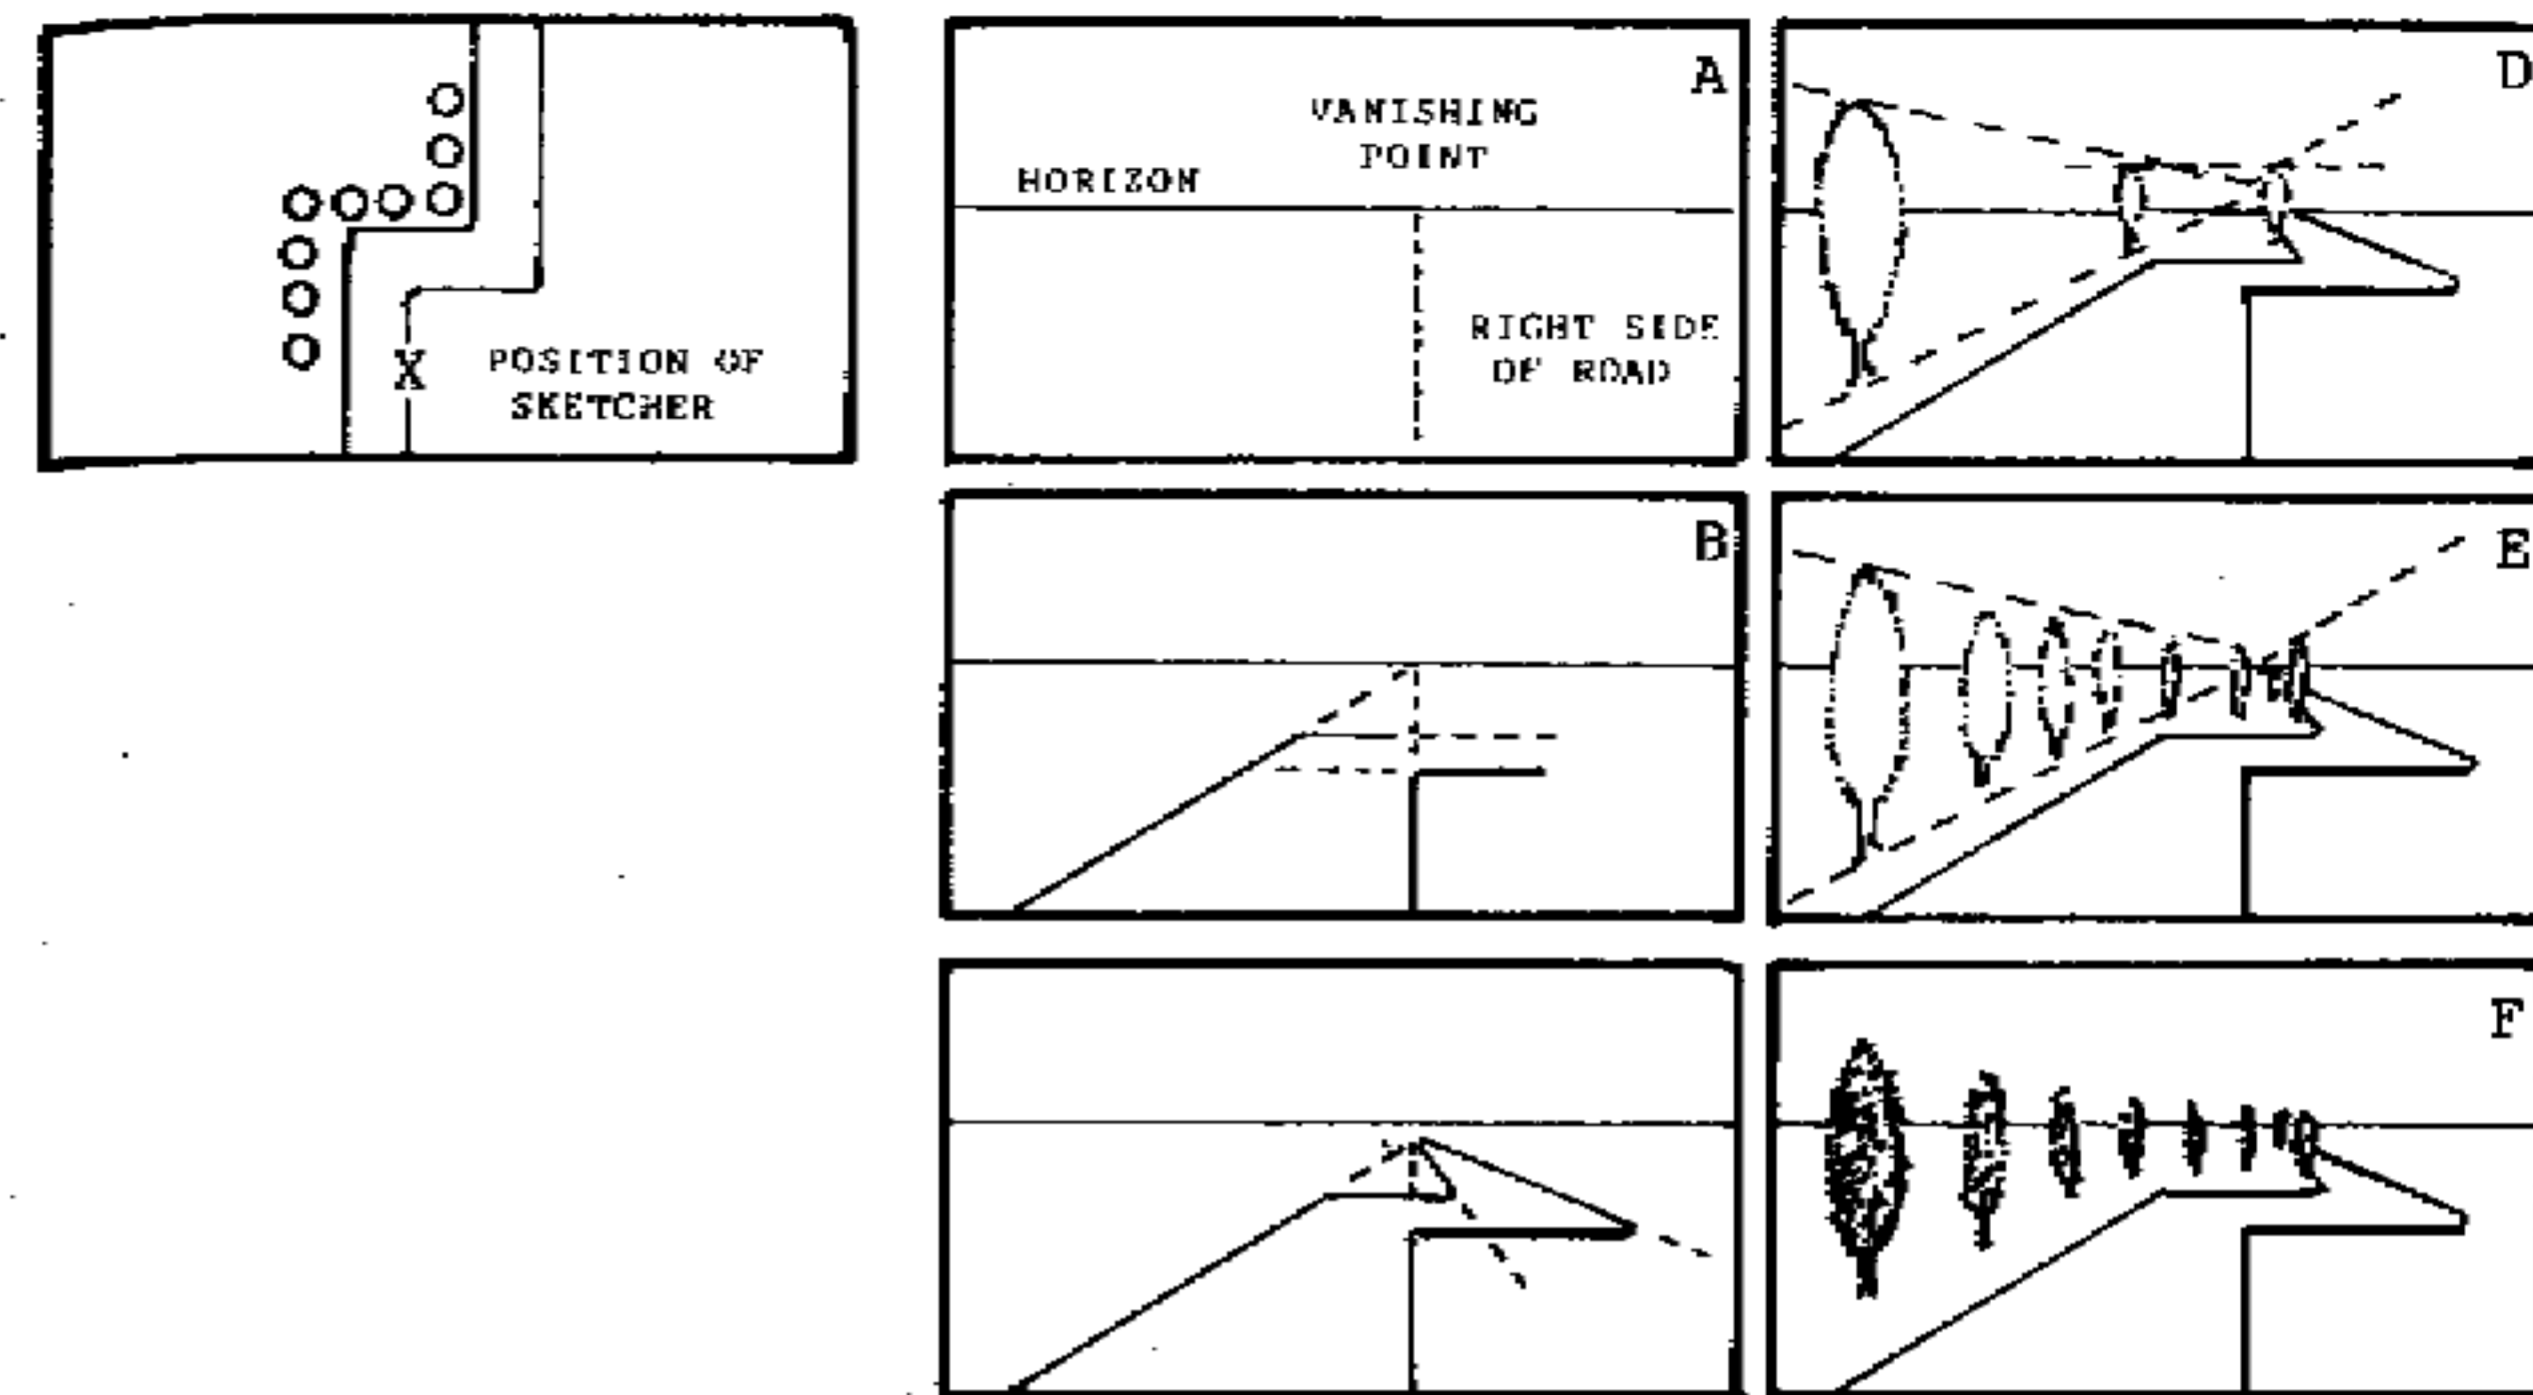 X
POSITION OF
SKETCHER
A
VANISHING
POINT
HORIZON
RIGHT SIDE
OF ROAD
B
D
E
F